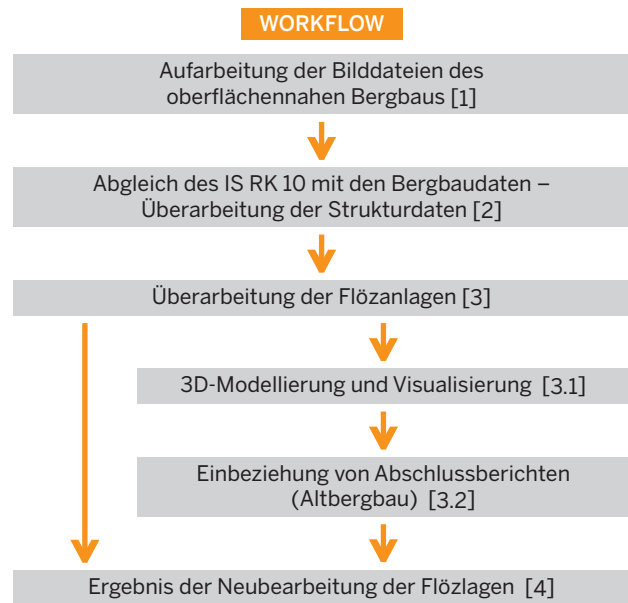 WORKFLOW
Aufarbeitung der Bilddateien des
oberflächennahen Bergbaus [1]
Abgleich des IS RK 10 mit den Bergbaudaten –
Überarbeitung der Strukturdaten [2]
Überarbeitung der Flözanlagen [3]
3D-Modellierung und Visualisierung [3.1]
Einbeziehung von Abschlussberichten
(Altbergbau) [3.2]
Ergebnis der Neubearbeitung der Flözlagen [4]